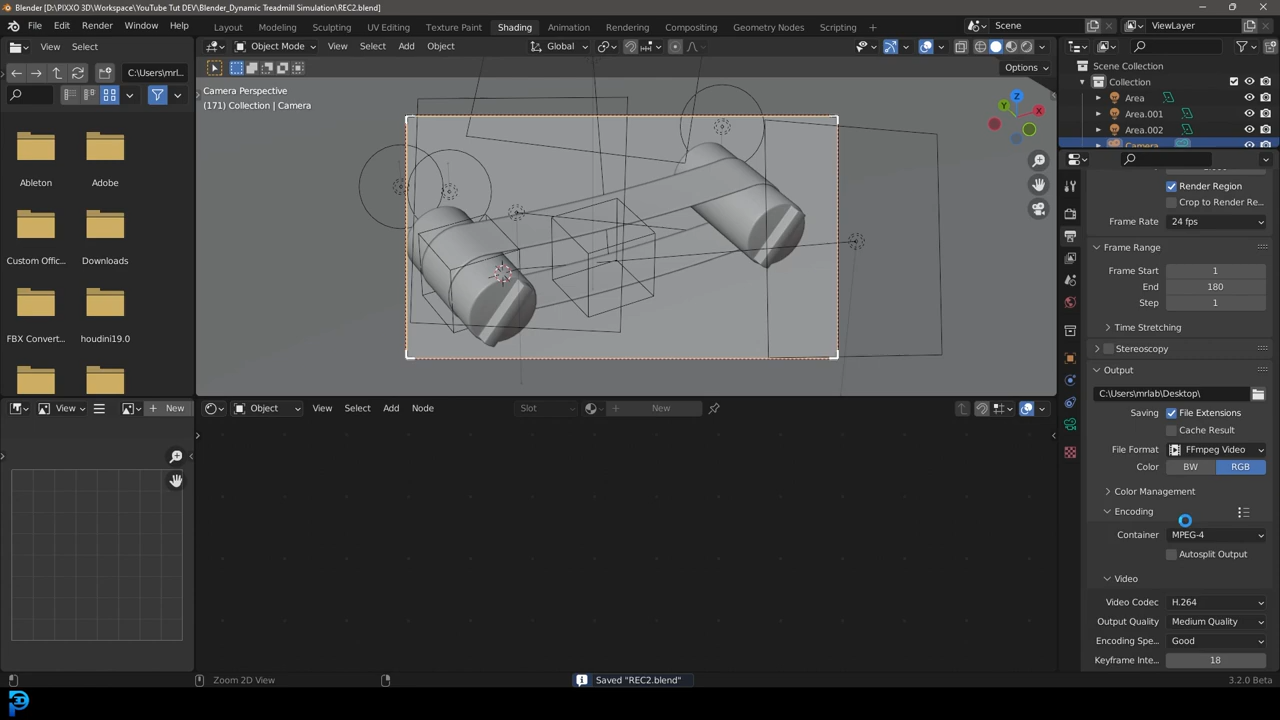 Blender [D:\PIXXO 3D\Workspace\YouTube Tut DEV\Blender_Dynamic Treadmill Simulation\REC2.blend]
File Edit Render Window Help Layout Modeling Sculpting UV Editing Texture Paint Shading Animation Rendering Compositing Geometry Nodes Scripting Scene ViewLayer
View Select Object Mode View Select Add Object Global
Options
C:\Users\mrl...
Camera Perspective
(171) Collection | Camera
Z
Y
X
Scene Collection
Collection
Area
Area.001
Area.002
Camera
Ableton Adobe
Custom Offic... Downloads
FBX Convert... houdini19.0
Render Region
Crop to Render Re...
Frame Rate 24 fps
Frame Range
Frame Start 1
End 180
Step 1
Time Stretching
Stereoscopy
Output
C:\Users\mrlab\Desktop\
Saving File Extensions
Cache Result
File Format FFmpeg Video
Color BW RGB
Color Management
Encoding
Container MPEG-4
Autosplit Output
Video
Video Codec H.264
Output Quality Medium Quality
Encoding Spe... Good
Keyframe Inte... 18
View New Object View Select Add Node Slot New
Zoom 2D View Saved "REC2.blend" 3.2.0 Beta